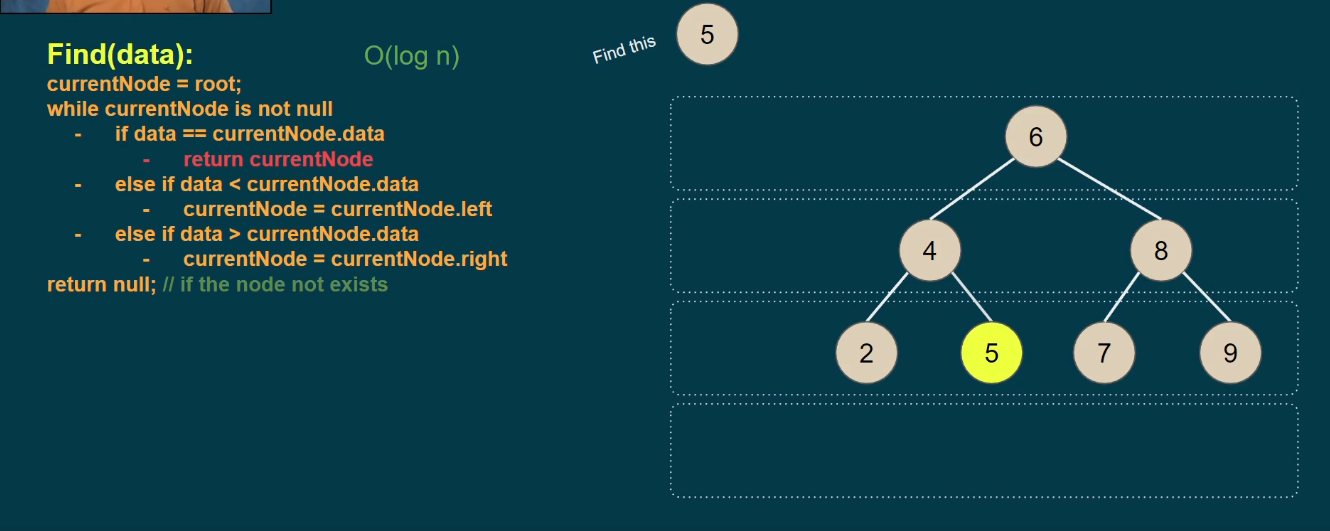 Find(data):
O(log n)
currentNode = root;
while currentNode is not null
- if data == currentNode.data
- return currentNode
- else if data < currentNode.data
- currentNode = currentNode.left
- else if data > currentNode.data
- currentNode = currentNode.right
return null; // if the node not exists
Find this
5
6
4
8
2
5
7
9